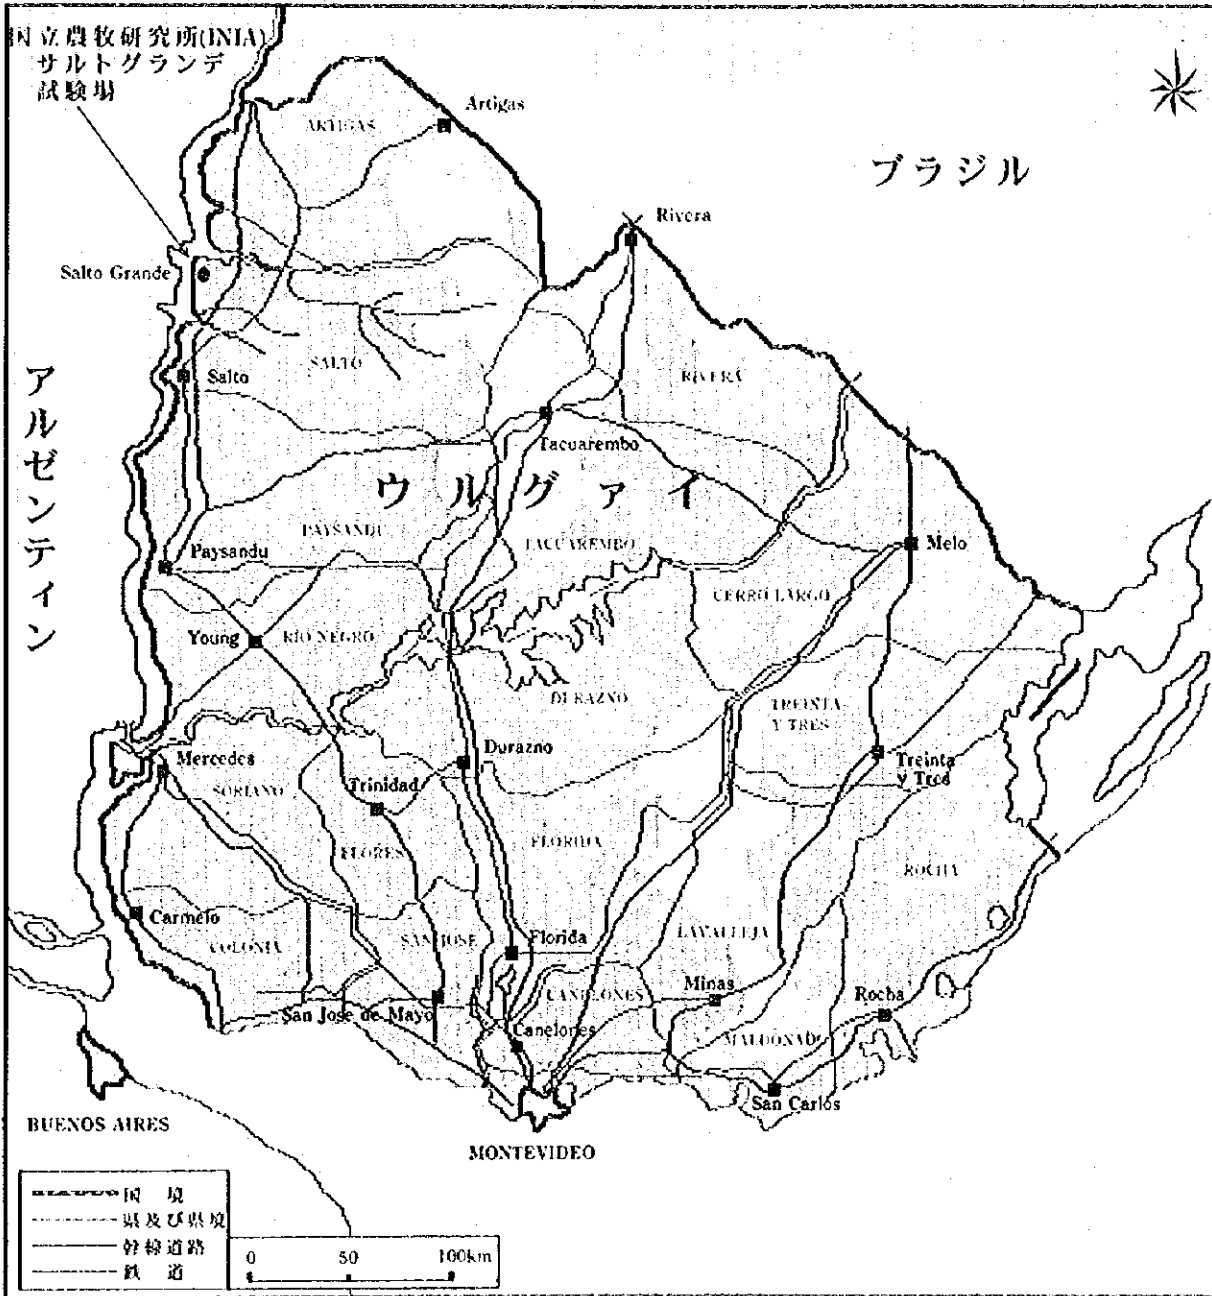 国立農牧研究所(INIA)
サルトグランデ
試験場
Artigas
ARTIGAS
ブラジル
Rivera
Salto Grande
アルゼンティン
SALTO
RIVERA
Salto
Tacuarembo
ウルグァイ
PAYSANDU
TACUAREMBO
Paysandu
Melo
CERRO LARGO
Young
RIO NEGRO
DURAZNO
TREINTA
Y TRES
Mercedes
Durazno
Treinta
y Tres
SORIANO
Trinidad
FLORES
FLORIDA
ROCHA
Carmelo
COLONIA
SAN JOSE
Florida
LAVALLEJA
Minas
CANELONES
Rocha
San Jose de Mayo
Canelones
MALDONADO
San Carlos
BUENOS AIRES
MONTEVIDEO
国境
県及び県境
幹線道路
鉄道
0 50 100km